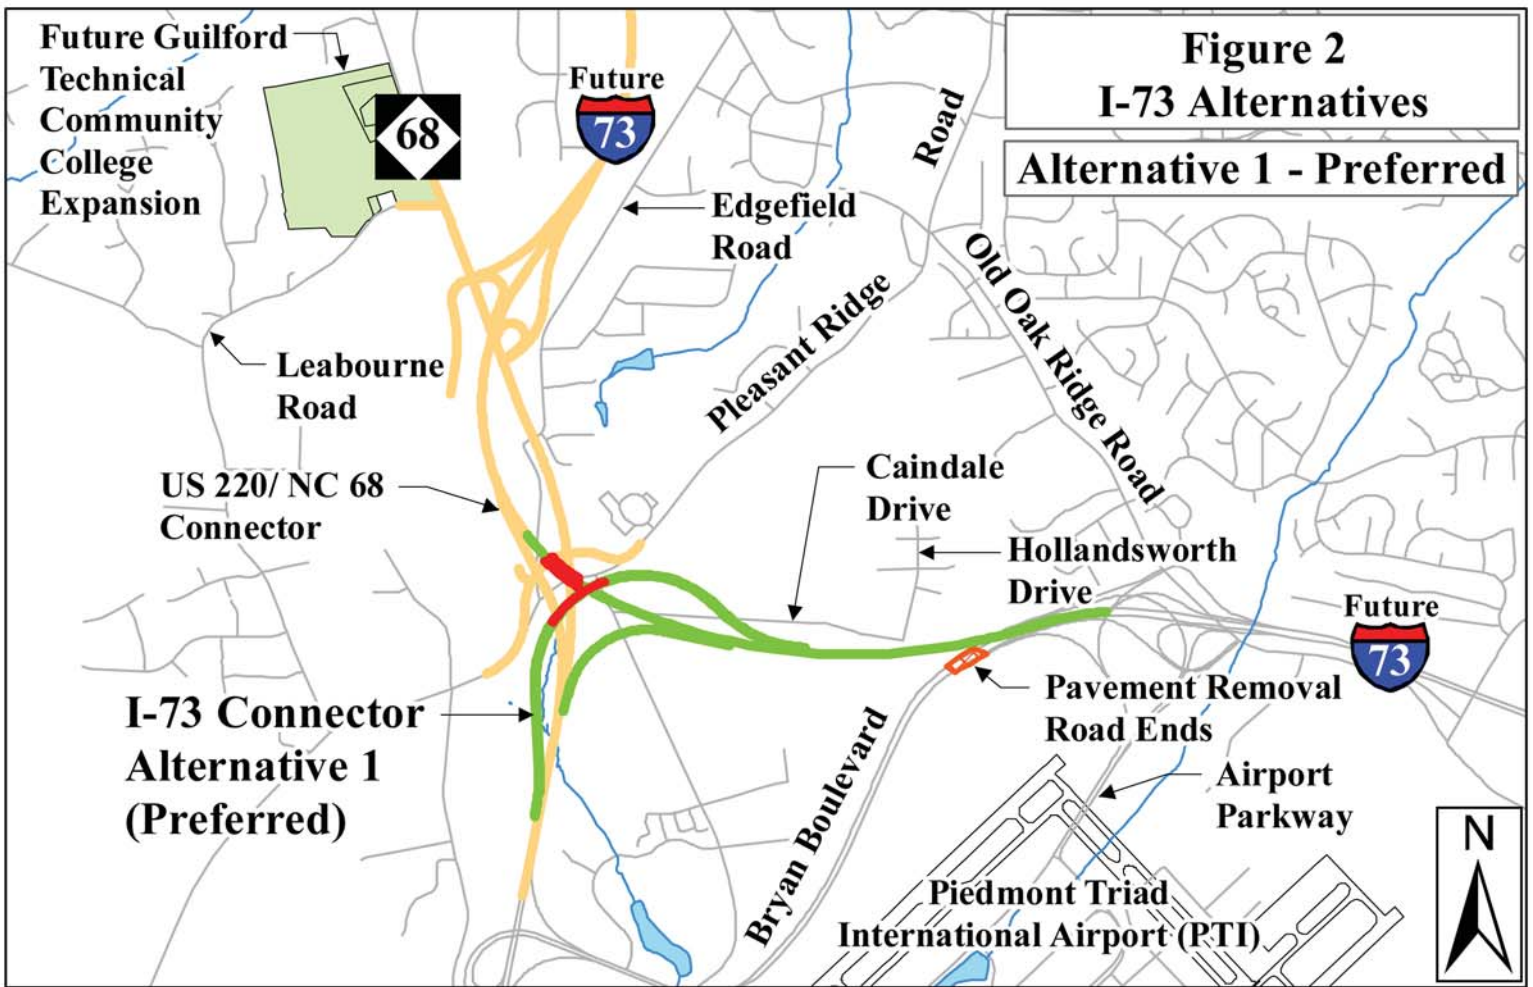 Figure 2
I-73 Alternatives
Alternative 1 - Preferred
Future Guilford
Technical
Community
College
Expansion
68
Future
73
Edgefield
Road
Road
Pleasant Ridge
Old Oak Ridge Road
Leabourne
Road
US 220/ NC 68
Connector
Caindale
Drive
Hollandsworth
Drive
Future
73
I-73 Connector
Alternative 1
(Preferred)
Pavement Removal
Road Ends
Bryan Boulevard
Airport
Parkway
Piedmont Triad
International Airport (PTI)
N